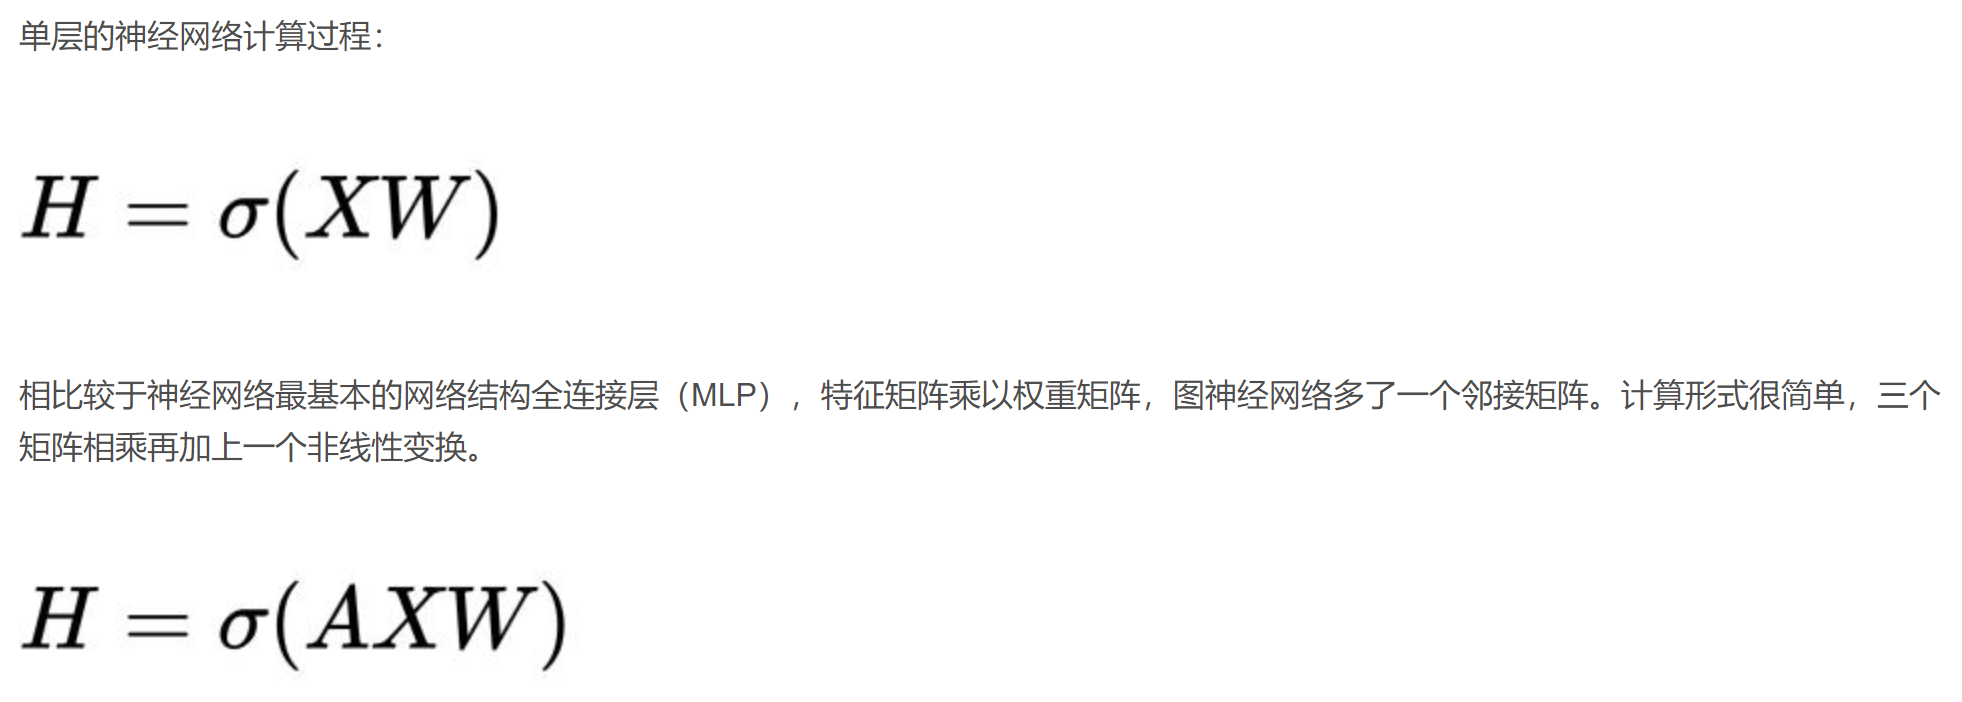 单层的神经网络计算过程：
H = σ(XW)
相比较于神经网络最基本的网络结构全连接层（MLP），特征矩阵乘以权重矩阵，图神经网络多了一个邻接矩阵。计算形式很简单，三个
矩阵相乘再加上一个非线性变换。
H = σ(AXW)